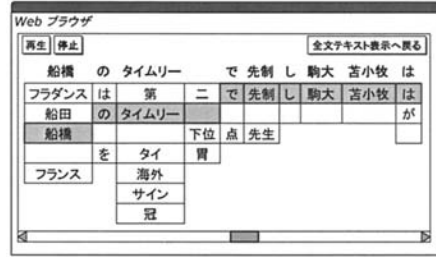 Web ブラウザ
再生 停止 全文テキスト表示へ戻る
船橋 の タイムリー で 先制 し 駒大 苫小牧 は
フラダンス は 第 二 で 先制 し 駒大 苫小牧 は
船田 の タイムリー が
船橋 下位 点 先生
を タイ 胃
フランス 海外
サイン
冠